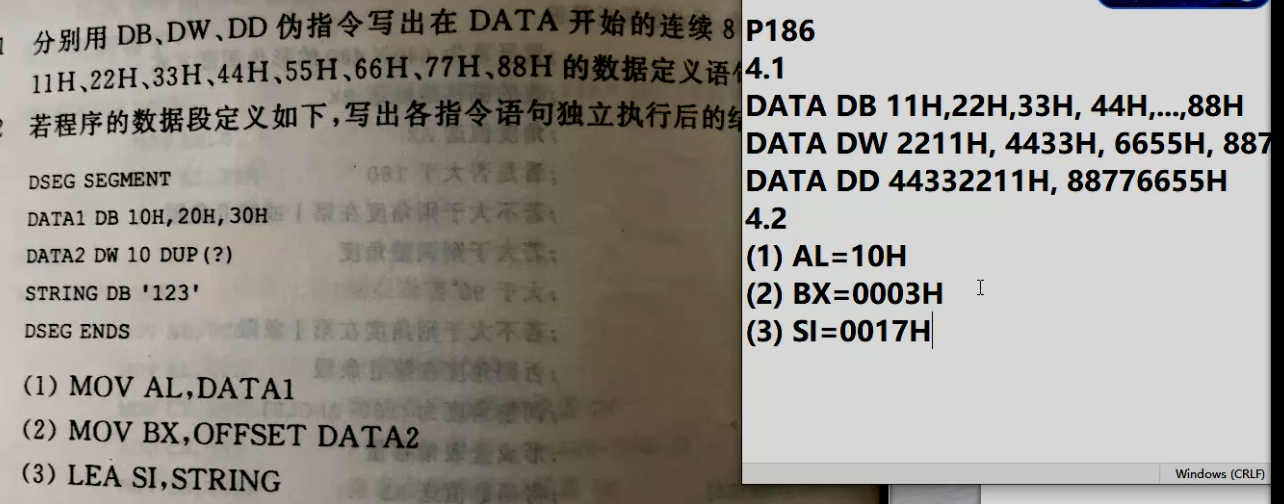 1 分别用 DB、DW、DD 伪指令写出在 DATA 开始的连续 8
11H、22H、33H、44H、55H、66H、77H、88H 的数据定义语
2 若程序的数据段定义如下,写出各指令语句独立执行后的结
DSEG SEGMENT
DATA1 DB 10H,20H,30H
DATA2 DW 10 DUP(?)
STRING DB '123'
DSEG ENDS
(1) MOV AL,DATA1
(2) MOV BX,OFFSET DATA2
(3) LEA SI,STRING
P186
4.1
DATA DB 11H,22H,33H, 44H,...,88H
DATA DW 2211H, 4433H, 6655H, 887
DATA DD 44332211H, 88776655H
4.2
(1) AL=10H
(2) BX=0003H
(3) SI=0017H
Windows (CRLF)